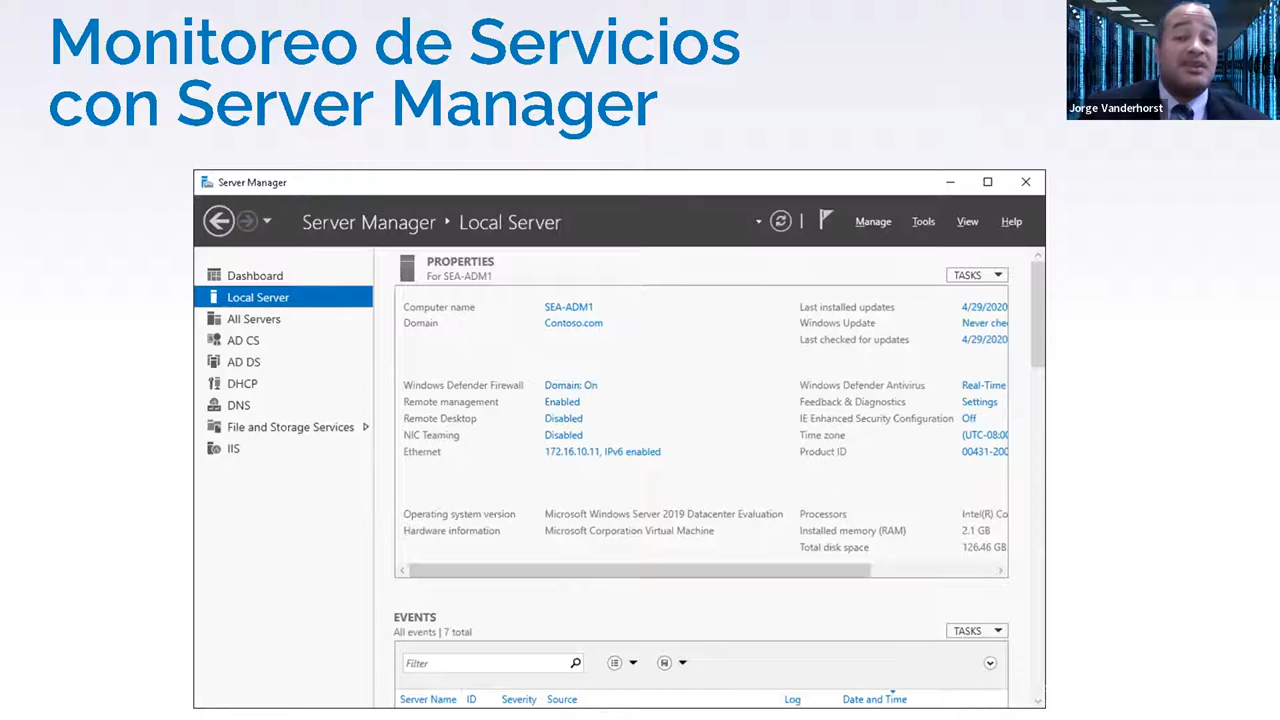 Monitoreo de Servicios
con Server Manager
Jorge Vanderhorst
Server Manager
Server Manager Local Server
Manage Tools View Help
Dashboard
Local Server
All Servers
AD CS
AD DS
DHCP
DNS
File and Storage Services
IIS
PROPERTIES
For SEA-ADM1
TASKS
Computer name SEA-ADM1 Last installed updates 4/29/2020
Domain Contoso.com Windows Update Never che
Last checked for updates 4/29/2020
Windows Defender Firewall Domain: On Windows Defender Antivirus Real-Time
Remote management Enabled Feedback & Diagnostics Settings
Remote Desktop Disabled IE Enhanced Security Configuration Off
NIC Teaming Disabled Time zone (UTC-08:00
Ethernet 172.16.10.11, IPv6 enabled Product ID 00431-200
Operating system version Microsoft Windows Server 2019 Datacenter Evaluation Processors Intel(R) Co
Hardware information Microsoft Corporation Virtual Machine Installed memory (RAM) 2.1 GB
Total disk space 126.46 GB
EVENTS
All events | 7 total
TASKS
Filter
Server Name ID Severity Source Log Date and Time